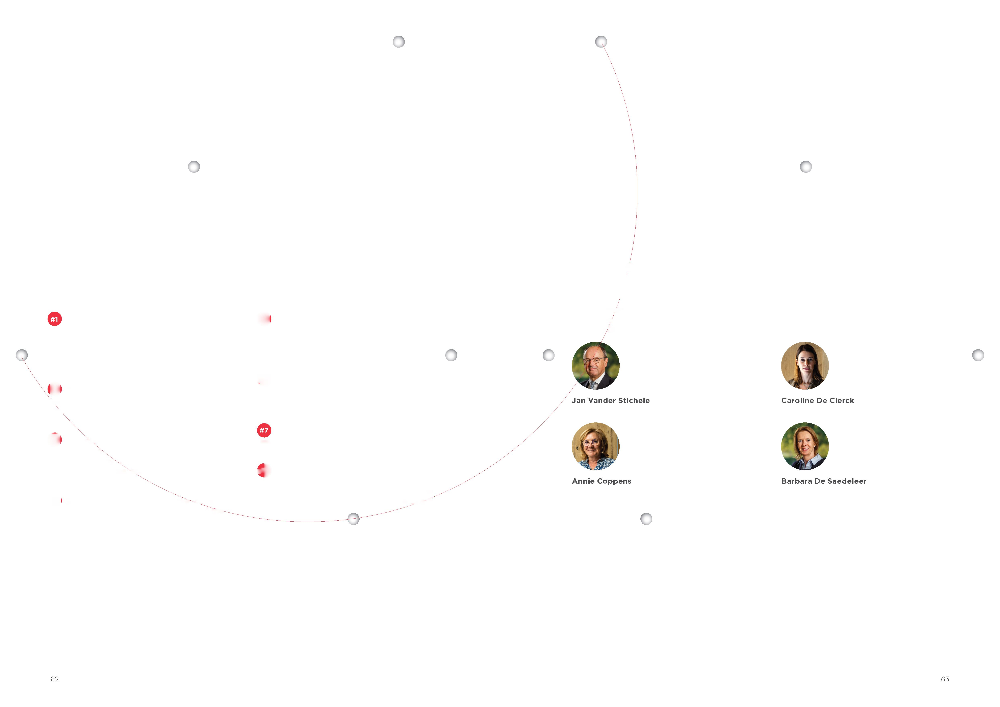 #1
#7
Jan Vander Stichele
Caroline De Clerck
Annie Coppens
Barbara De Saedeleer
62
63